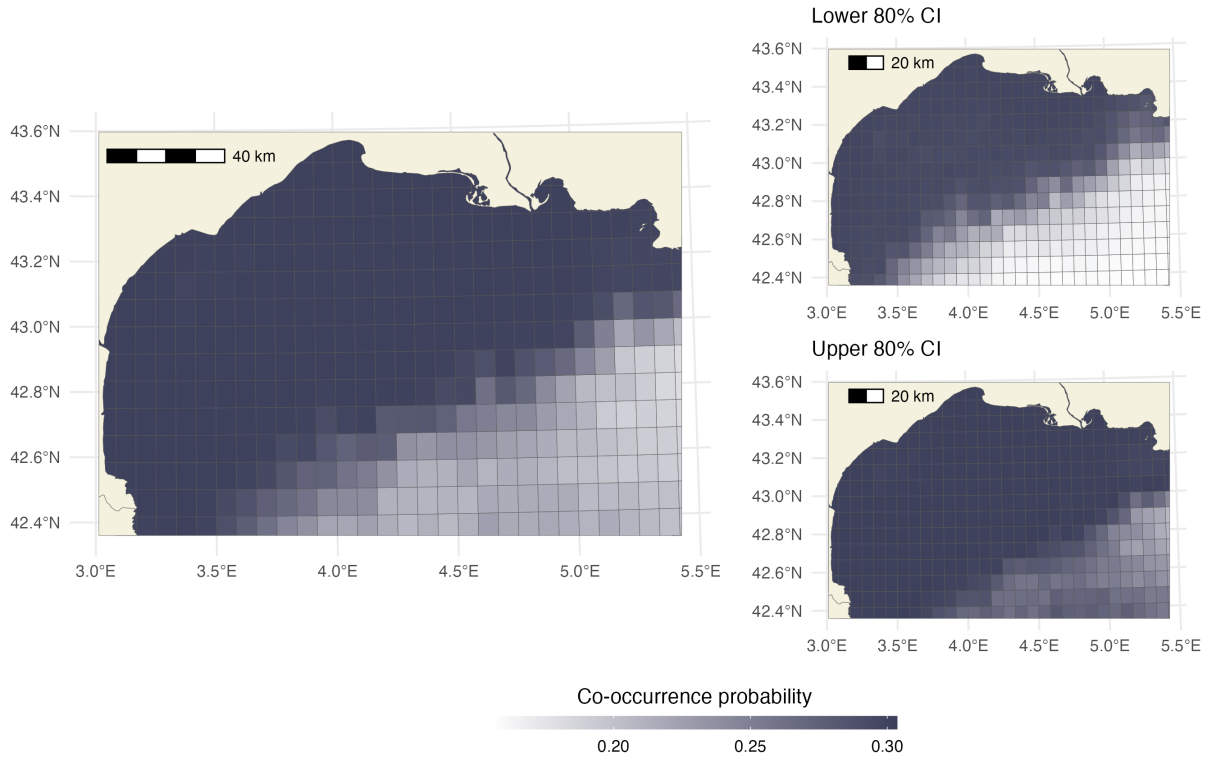 43.6°N
43.4°N
43.2°N
43.0°N
42.8°N
42.6°N
42.4°N
40 km
3.0°E 3.5°E 4.0°E 4.5°E 5.0°E 5.5°E
Lower 80% CI
43.6°N
43.4°N
43.2°N
43.0°N
42.8°N
42.6°N
42.4°N
20 km
3.0°E 3.5°E 4.0°E 4.5°E 5.0°E 5.5°E
Upper 80% CI
43.6°N
43.4°N
43.2°N
43.0°N
42.8°N
42.6°N
42.4°N
20 km
3.0°E 3.5°E 4.0°E 4.5°E 5.0°E 5.5°E
Co-occurrence probability
0.20 0.25 0.30